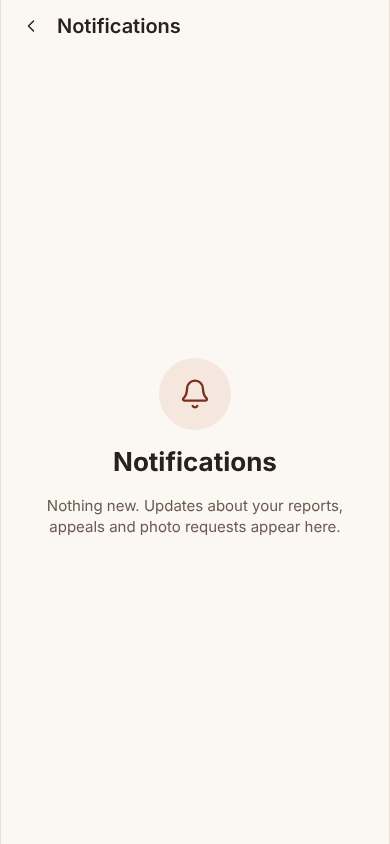 Notifications
Notifications
Nothing new. Updates about your reports,
appeals and photo requests appear here.